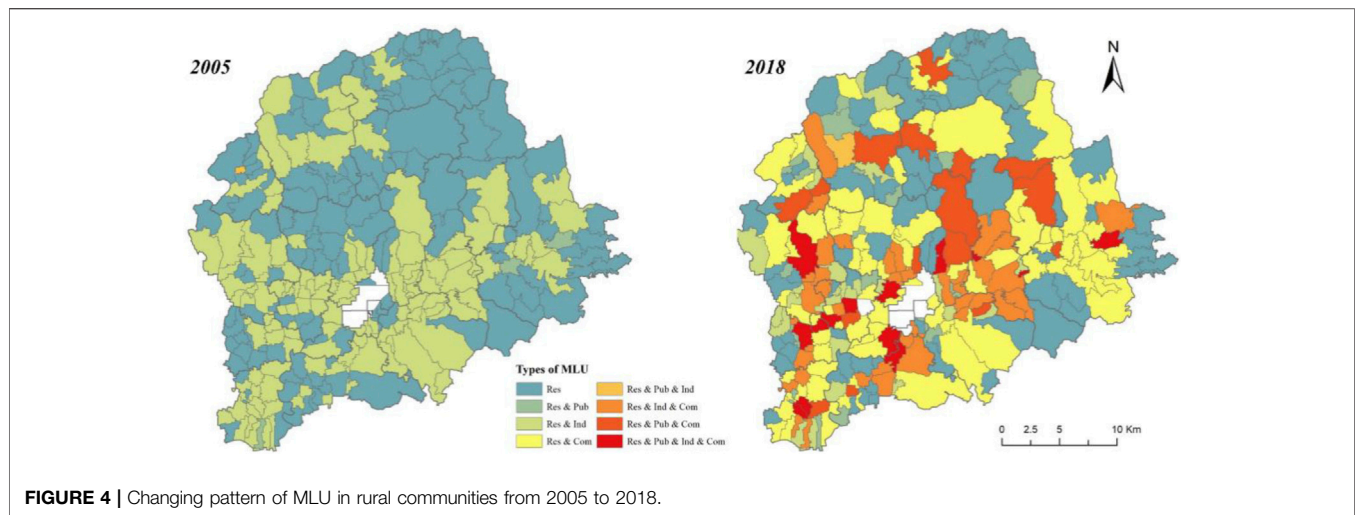 2005
2018
N
Types of MLU
Res
Res & Pub
Res & Ind
Res & Com
Res & Pub & Ind
Res & Ind & Com
Res & Pub & Com
Res & Pub & Ind & Com
0 2.5 5 10 Km
FIGURE 4 | Changing pattern of MLU in rural communities from 2005 to 2018.